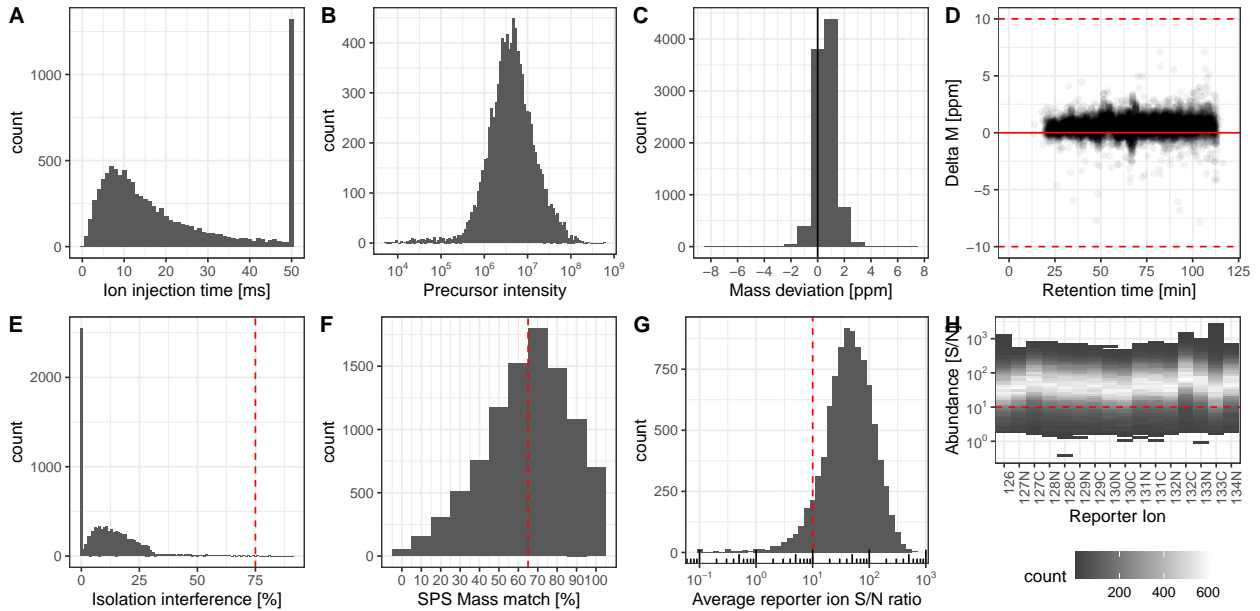 A
count
1000
500
0
0
10
20
30
40
50
Ion injection time [ms]
B
count
400
300
200
100
0
10^4
10^5
10^6
10^7
10^8
10^9
Precursor intensity
C
count
4000
3000
2000
1000
0
−8
−6
−4
−2
0
2
4
6
8
Mass deviation [ppm]
D
Delta M [ppm]
10
5
0
−5
−10
0
25
50
75
100
125
Retention time [min]
E
count
2000
1000
0
0
25
50
75
Isolation interference [%]
F
count
1500
1000
500
0
0
10
20
30
40
50
60
70
80
90
100
SPS Mass match [%]
G
count
750
500
250
0
10^−1
10^0
10^1
10^2
10^3
Average reporter ion S/N ratio
H
Abundance [S/N]
10^3
10^2
10^1
10^0
126
127N
127C
128N
128C
129N
129C
130N
130C
131N
131C
132N
132C
133N
133C
134N
Reporter Ion
count
200
400
600